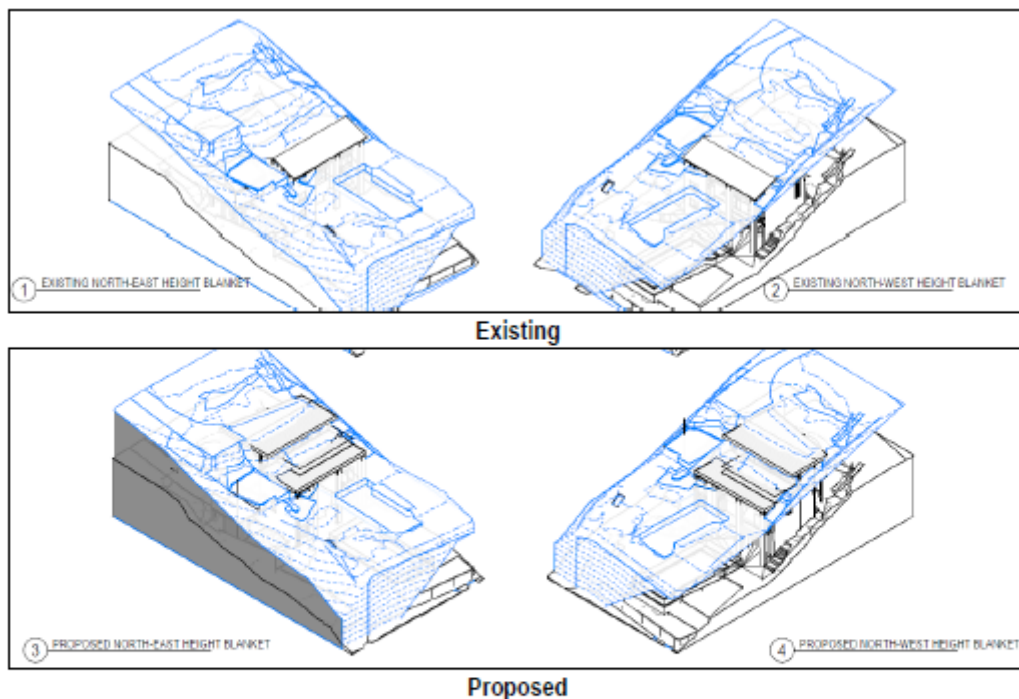 1 EXISTING NORTH-EAST HEIGHT BLANKET
2 EXISTING NORTH-WEST HEIGHT BLANKET
Existing
3 PROPOSED NORTH-EAST HEIGHT BLANKET
4 PROPOSED NORTH-WEST HEIGHT BLANKET
Proposed